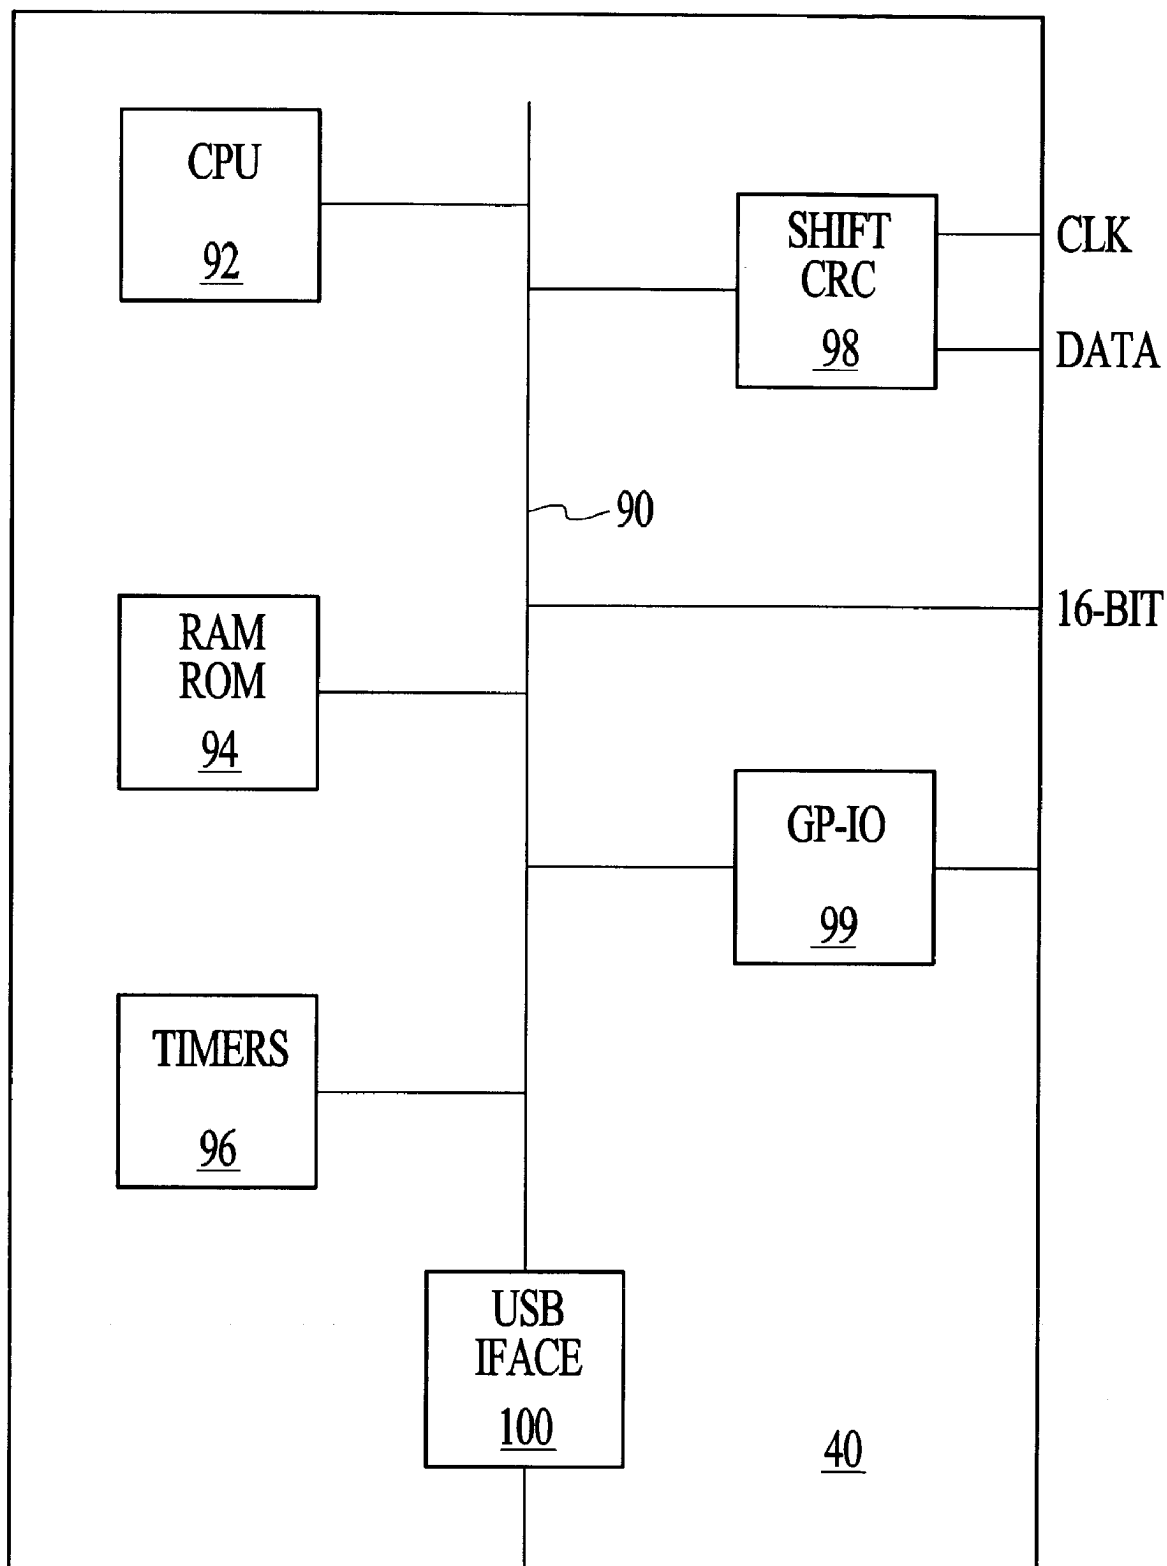 CPU
92
SHIFT
CRC
98
CLK
DATA
90
16-BIT
RAM
ROM
94
GP-IO
99
TIMERS
96
USB
IFACE
100
40